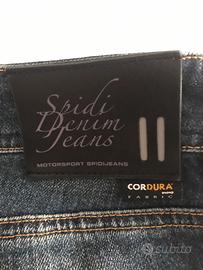 Spidi
Denim
Jeans
MOTORSPORT SPIDIJEANS
CORDURA
FABRIC
subito